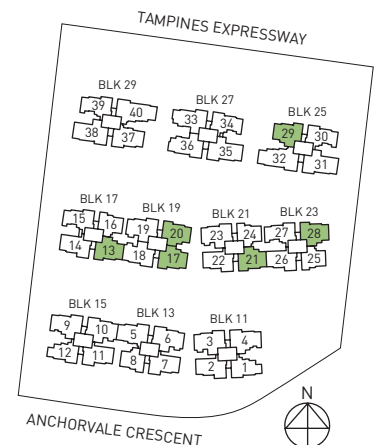 TAMPINES EXPRESSWAY
BLK 29
BLK 27
BLK 25
39 40
38 37
33 34
36 35
29 30
32 31
BLK 17
BLK 19
BLK 21
BLK 23
15 16
14 13
19 20
18 17
23 24
22 21
27 28
26 25
BLK 15
BLK 13
BLK 11
9 10
12 11
5 6
8 7
3 4
2 1
N
ANCHORVALE CRESCENT